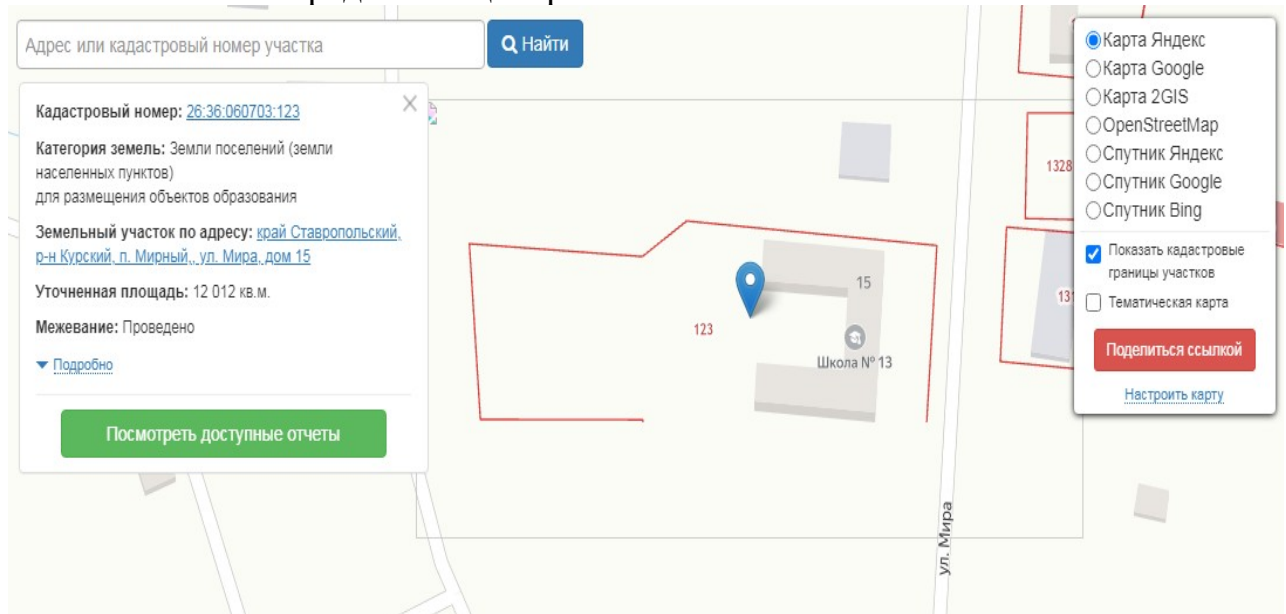 Адрес или кадастровый номер участка
Найти
Кадастровый номер: 26:36:060703:123
Категория земель: Земли поселений (земли
населенных пунктов)
для размещения объектов образования
Земельный участок по адресу: край Ставропольский,
р-н Курский, п. Мирный,, ул. Мира, дом 15
Уточненная площадь: 12 012 кв.м.
Межевание: Проведено
Подробно
Посмотреть доступные отчеты
123
15
Школа № 13
ул. Мира
1328
Карта Яндекс
Карта Google
Карта 2GIS
OpenStreetMap
Спутник Яндекс
Спутник Google
Спутник Bing
Показать кадастровые
границы участков
Тематическая карта
Поделиться ссылкой
Настроить карту